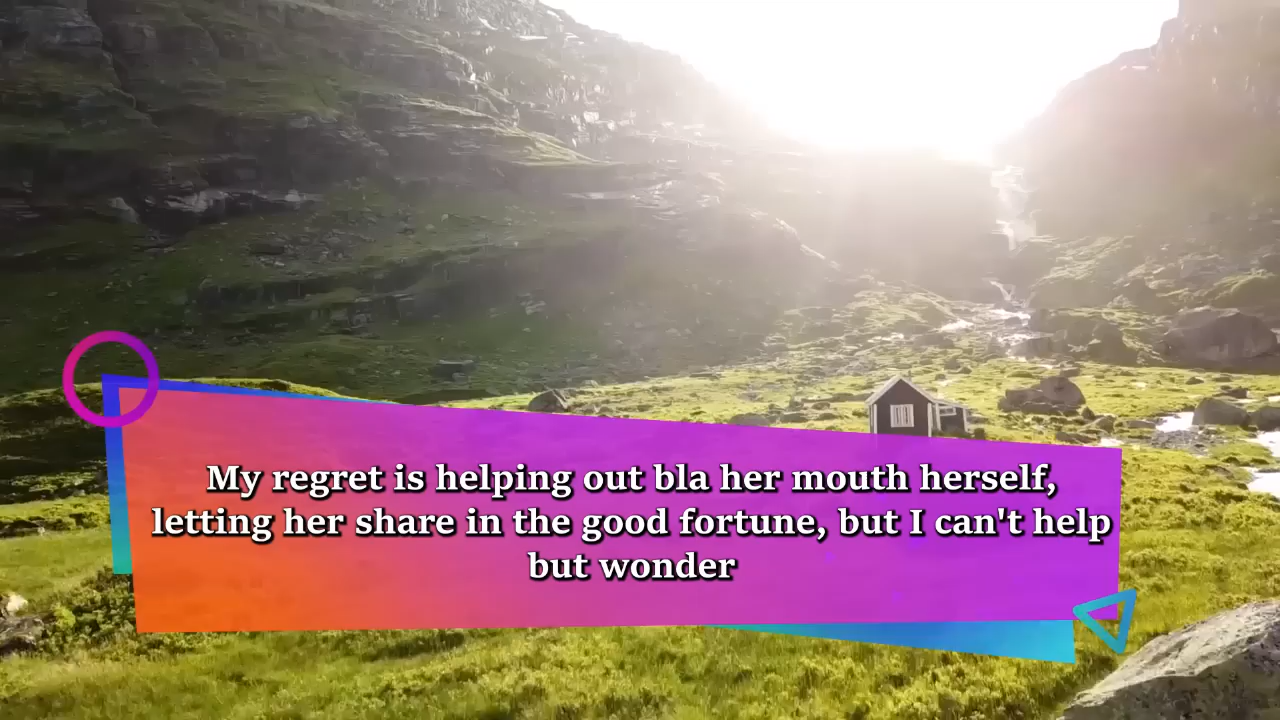 My regret is helping out bla her mouth herself,
letting her share in the good fortune, but I can't help
but wonder